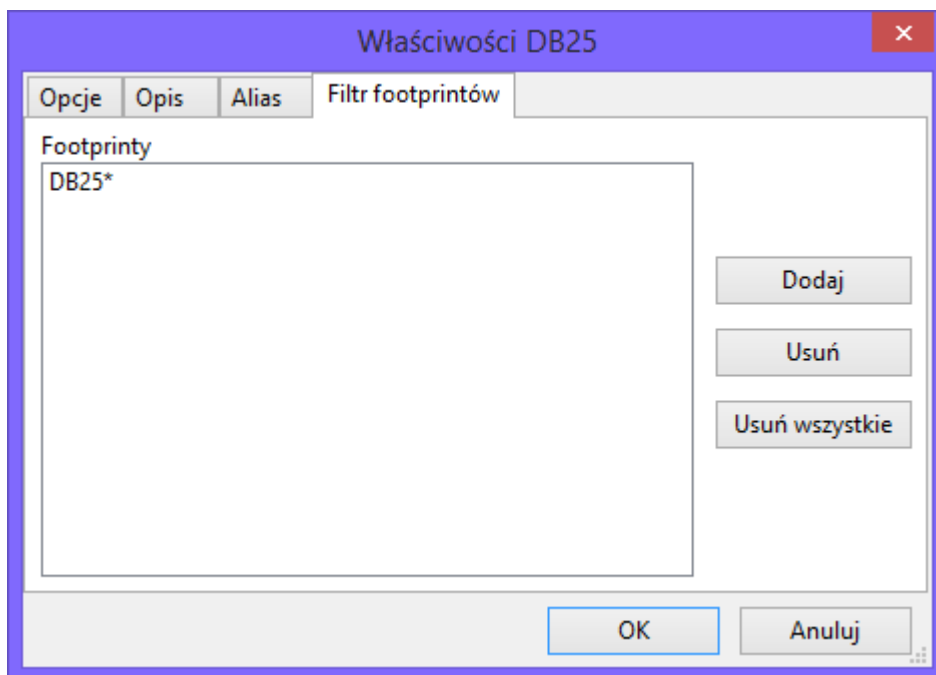 Właściwości DB25
Opcje Opis Alias Filtr footprintów
Footprinty
DB25*
Dodaj
Usuń
Usuń wszystkie
OK Anuluj